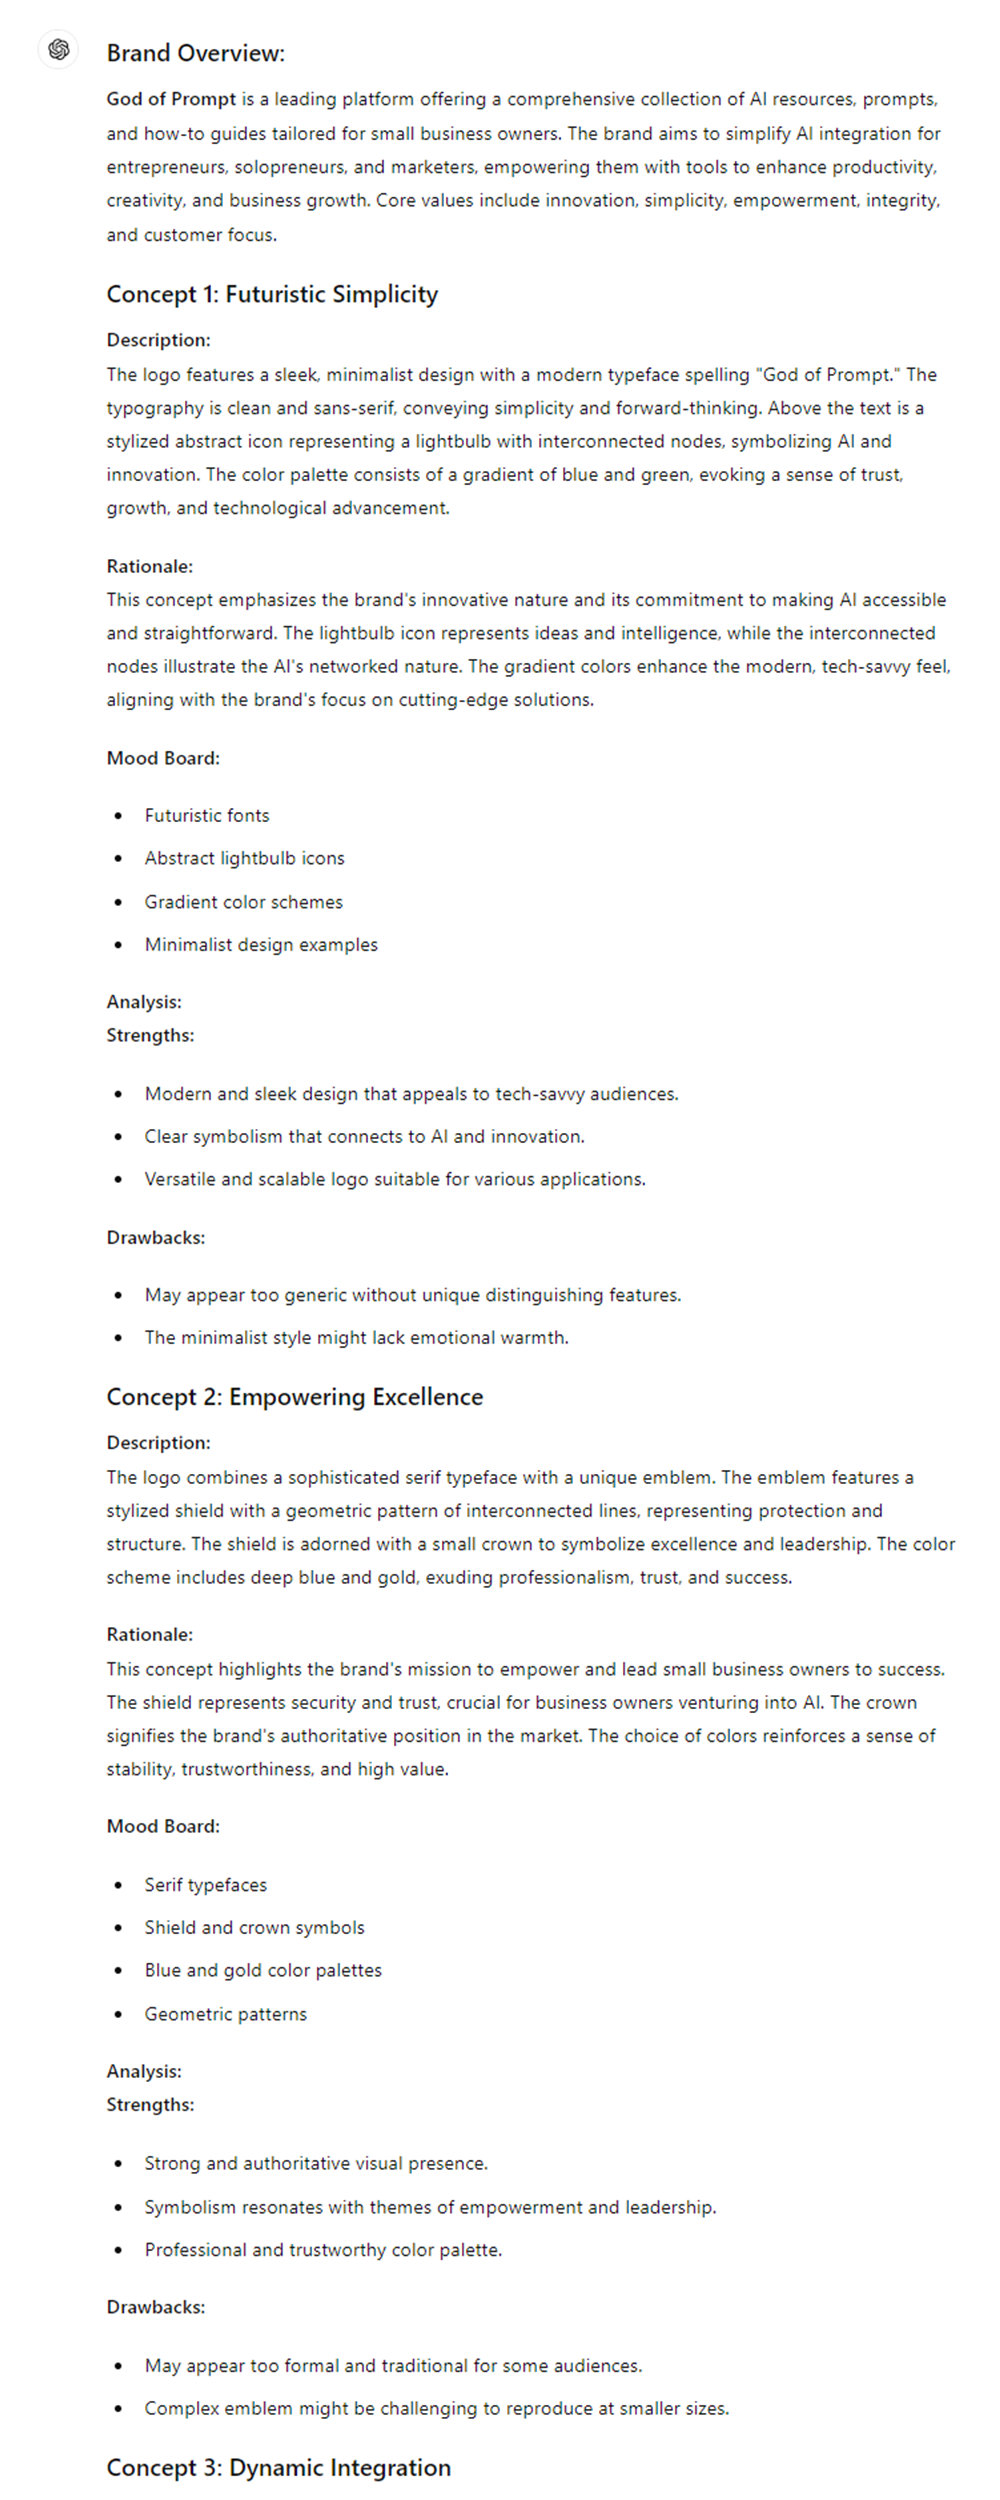 Brand Overview:
God of Prompt is a leading platform offering a comprehensive collection of AI resources, prompts,
and how-to guides tailored for small business owners. The brand aims to simplify AI integration for
entrepreneurs, solopreneurs, and marketers, empowering them with tools to enhance productivity,
creativity, and business growth. Core values include innovation, simplicity, empowerment, integrity,
and customer focus.
Concept 1: Futuristic Simplicity
Description:
The logo features a sleek, minimalist design with a modern typeface spelling "God of Prompt." The
typography is clean and sans-serif, conveying simplicity and forward-thinking. Above the text is a
stylized abstract icon representing a lightbulb with interconnected nodes, symbolizing AI and
innovation. The color palette consists of a gradient of blue and green, evoking a sense of trust,
growth, and technological advancement.
Rationale:
This concept emphasizes the brand's innovative nature and its commitment to making AI accessible
and straightforward. The lightbulb icon represents ideas and intelligence, while the interconnected
nodes illustrate the AI's networked nature. The gradient colors enhance the modern, tech-savvy feel,
aligning with the brand's focus on cutting-edge solutions.
Mood Board:
• Futuristic fonts
• Abstract lightbulb icons
• Gradient color schemes
• Minimalist design examples
Analysis:
Strengths:
• Modern and sleek design that appeals to tech-savvy audiences.
• Clear symbolism that connects to AI and innovation.
• Versatile and scalable logo suitable for various applications.
Drawbacks:
• May appear too generic without unique distinguishing features.
• The minimalist style might lack emotional warmth.
Concept 2: Empowering Excellence
Description:
The logo combines a sophisticated serif typeface with a unique emblem. The emblem features a
stylized shield with a geometric pattern of interconnected lines, representing protection and
structure. The shield is adorned with a small crown to symbolize excellence and leadership. The color
scheme includes deep blue and gold, exuding professionalism, trust, and success.
Rationale:
This concept highlights the brand's mission to empower and lead small business owners to success.
The shield represents security and trust, crucial for business owners venturing into AI. The crown
signifies the brand's authoritative position in the market. The choice of colors reinforces a sense of
stability, trustworthiness, and high value.
Mood Board:
• Serif typefaces
• Shield and crown symbols
• Blue and gold color palettes
• Geometric patterns
Analysis:
Strengths:
• Strong and authoritative visual presence.
• Symbolism resonates with themes of empowerment and leadership.
• Professional and trustworthy color palette.
Drawbacks:
• May appear too formal and traditional for some audiences.
• Complex emblem might be challenging to reproduce at smaller sizes.
Concept 3: Dynamic Integration